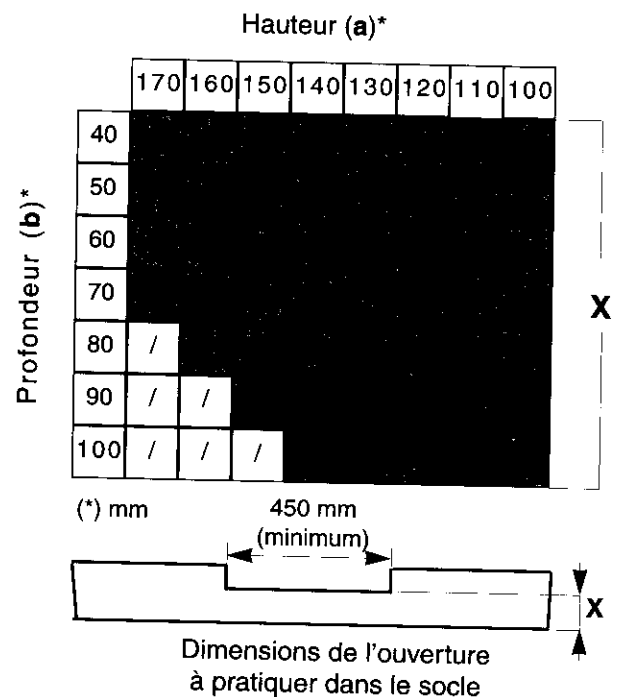 Hauteur (a)*
170 160 150 140 130 120 110 100
Profondeur (b)*
40
50
60
70
80 /
90 / /
100 / / /
X
(*) mm
450 mm
(minimum)
X
Dimensions de l'ouverture
à pratiquer dans le socle